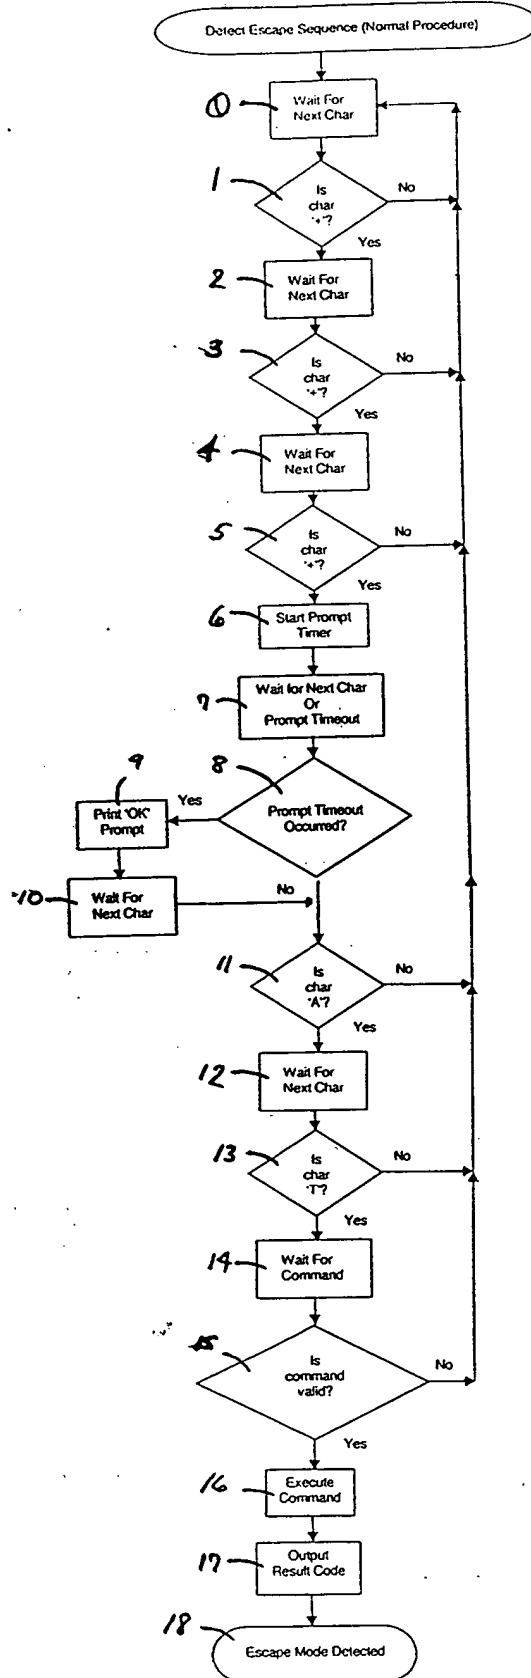 Detect Escape Sequence (Normal Procedure)
0
Wait For
Next Char
1
Is
char
'+'?
No
Yes
2
Wait For
Next Char
3
Is
char
'+'?
No
Yes
4
Wait For
Next Char
5
Is
char
'+'?
No
Yes
6
Start Prompt
Timer
7
Wait for Next Char
Or
Prompt Timeout
8
Prompt Timeout
Occurred?
Yes
9
Print 'OK'
Prompt
10
Wait For
Next Char
No
11
Is
char
'A'?
No
Yes
12
Wait For
Next Char
13
Is
char
'T'?
No
Yes
14
Wait For
Command
15
Is
command
valid?
No
Yes
16
Execute
Command
17
Output
Result Code
18
Escape Mode Detected